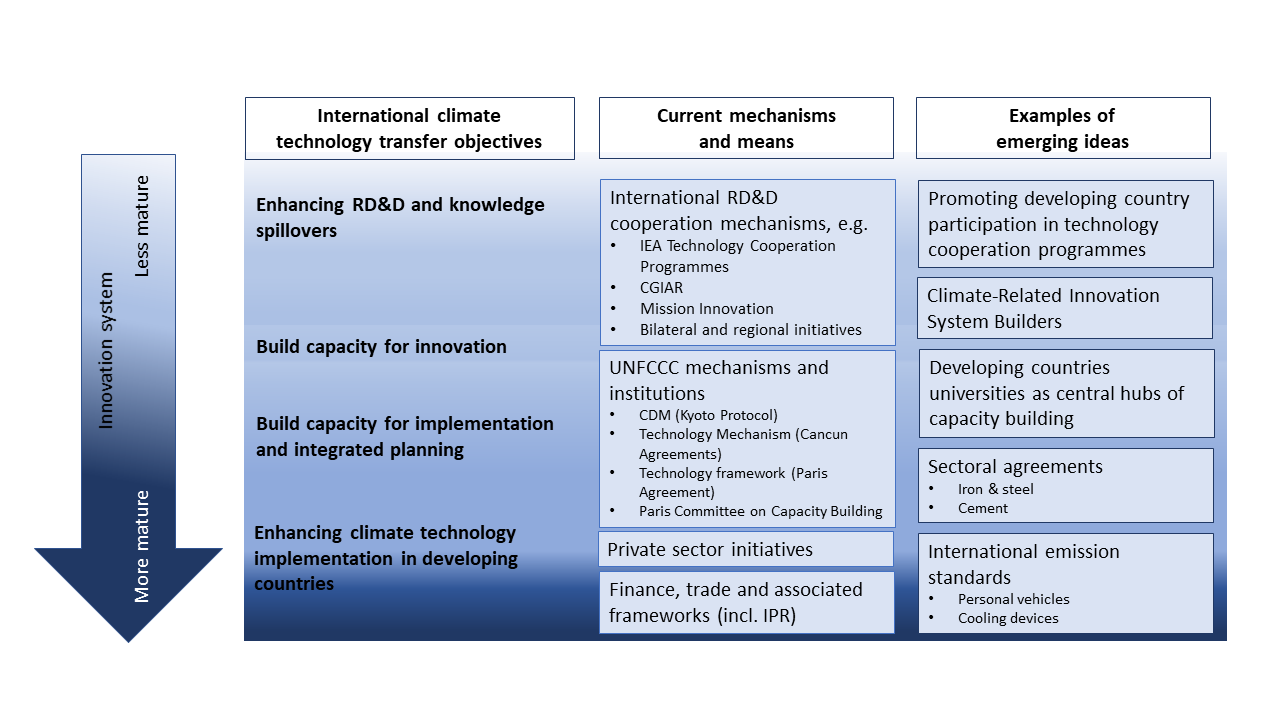 International climate
technology transfer objectives
Current mechanisms
and means
Examples of
emerging ideas
Innovation system
Less mature
More mature
Enhancing RD&D and knowledge
spillovers
Build capacity for innovation
Build capacity for implementation
and integrated planning
Enhancing climate technology
implementation in developing
countries
International RD&D
cooperation mechanisms, e.g.
• IEA Technology Cooperation
Programmes
• CGIAR
• Mission Innovation
• Bilateral and regional initiatives
UNFCCC mechanisms and
institutions
• CDM (Kyoto Protocol)
• Technology Mechanism (Cancun
Agreements)
• Technology framework (Paris
Agreement)
• Paris Committee on Capacity Building
Private sector initiatives
Finance, trade and associated
frameworks (incl. IPR)
Promoting developing country
participation in technology
cooperation programmes
Climate-Related Innovation
System Builders
Developing countries
universities as central hubs of
capacity building
Sectoral agreements
• Iron & steel
• Cement
International emission
standards
• Personal vehicles
• Cooling devices